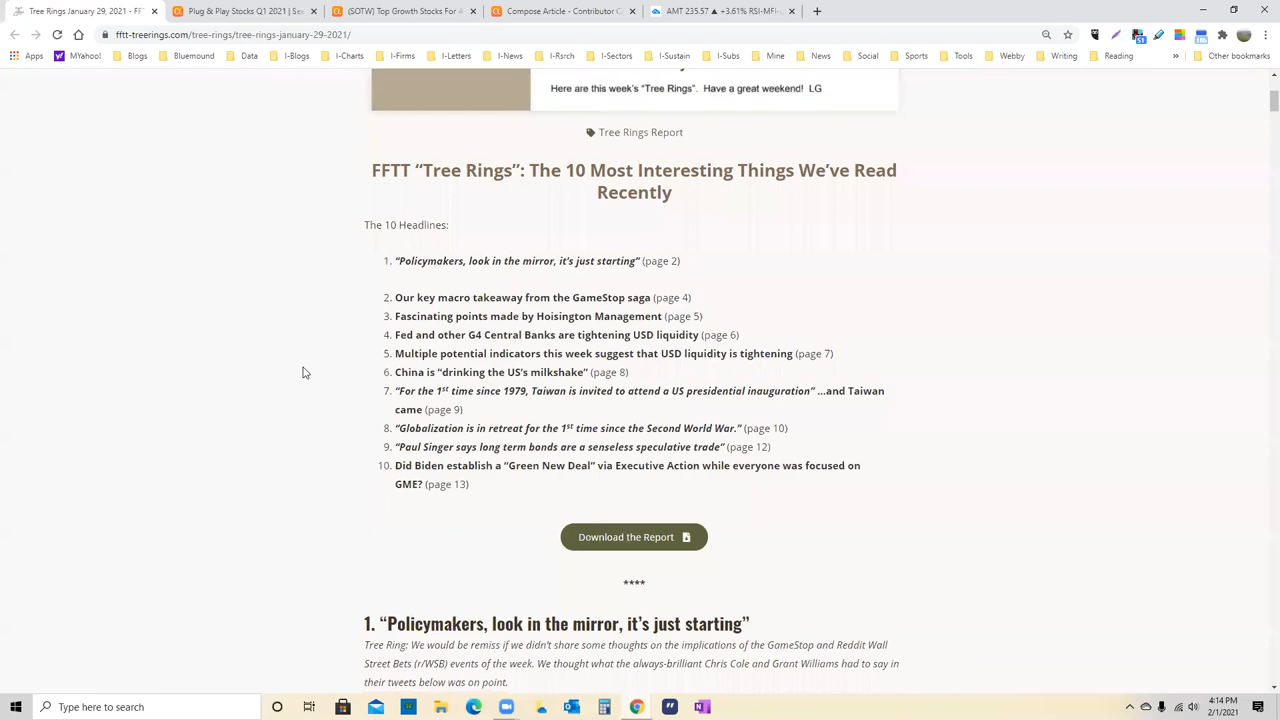 Tree Rings January 29, 2021 - FFT
Plug & Play Stocks Q1 2021 | See
(SOTW) Top Growth Stocks For A
Compose Article - Contributor C
AMT 235.57 ▲ +3.61% RSI-MFI-
fftt-treerings.com/tree-rings/tree-rings-january-29-2021/
Apps
MYahoo!
Blogs
Bluemound
Data
I-Blogs
I-Charts
I-Firms
I-Letters
I-News
I-Rsrch
I-Sectors
I-Sustain
I-Subs
Mine
News
Social
Sports
Tools
Webby
Writing
Reading
»
Other bookmarks
Here are this week's “Tree Rings”. Have a great weekend! LG
Tree Rings Report
FFTT “Tree Rings”: The 10 Most Interesting Things We’ve Read
Recently
The 10 Headlines:
1. “Policymakers, look in the mirror, it’s just starting” (page 2)
2. Our key macro takeaway from the GameStop saga (page 4)
3. Fascinating points made by Hoisington Management (page 5)
4. Fed and other G4 Central Banks are tightening USD liquidity (page 6)
5. Multiple potential indicators this week suggest that USD liquidity is tightening (page 7)
6. China is “drinking the US’s milkshake” (page 8)
7. “For the 1st time since 1979, Taiwan is invited to attend a US presidential inauguration” …and Taiwan
came (page 9)
8. “Globalization is in retreat for the 1st time since the Second World War.” (page 10)
9. “Paul Singer says long term bonds are a senseless speculative trade” (page 12)
10. Did Biden establish a “Green New Deal” via Executive Action while everyone was focused on
GME? (page 13)
Download the Report
****
1. “Policymakers, look in the mirror, it’s just starting”
Tree Ring: We would be remiss if we didn’t share some thoughts on the implications of the GameStop and Reddit Wall
Street Bets (r/WSB) events of the week. We thought what the always-brilliant Chris Cole and Grant Williams had to say in
their tweets below was on point.
Type here to search
4:14 PM
2/1/2021